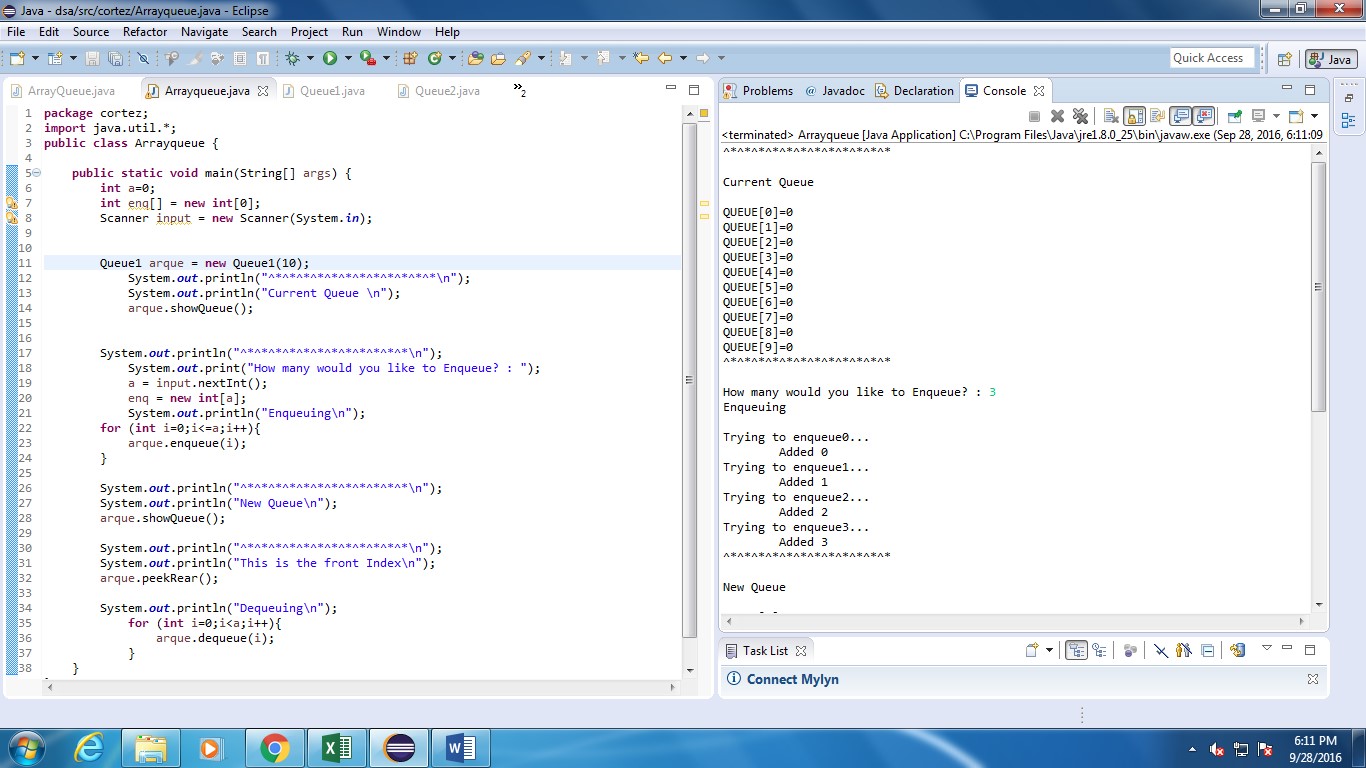 Java - dsa/src/cortez/Arrayqueue.java - Eclipse
File Edit Source Refactor Navigate Search Project Run Window Help
Quick Access
Java
ArrayQueue.java Arrayqueue.java Queue1.java Queue2.java »2
1 package cortez;
2 import java.util.*;
3 public class Arrayqueue {
4
5 public static void main(String[] args) {
6 int a=0;
7 int enq[] = new int[0];
8 Scanner input = new Scanner(System.in);
9
10
11 Queue1 arque = new Queue1(10);
12 System.out.println("^*^*^*^*^*^*^*^*^*^*^*^*\n");
13 System.out.println("Current Queue \n");
14 arque.showQueue();
15
16
17 System.out.println("^*^*^*^*^*^*^*^*^*^*^*^*\n");
18 System.out.print("How many would you like to Enqueue? : ");
19 a = input.nextInt();
20 enq = new int[a];
21 System.out.println("Enqueuing\n");
22 for (int i=0;i<=a;i++){
23 arque.enqueue(i);
24 }
25
26 System.out.println("^*^*^*^*^*^*^*^*^*^*^*^*\n");
27 System.out.println("New Queue\n");
28 arque.showQueue();
29
30 System.out.println("^*^*^*^*^*^*^*^*^*^*^*^*\n");
31 System.out.println("This is the front Index\n");
32 arque.peekRear();
33
34 System.out.println("Dequeuing\n");
35 for (int i=0;i<a;i++){
36 arque.dequeue(i);
37 }
38 }
Problems Javadoc Declaration Console
<terminated> Arrayqueue [Java Application] C:\Program Files\Java\jre1.8.0_25\bin\javaw.exe (Sep 28, 2016, 6:11:09
^*^*^*^*^*^*^*^*^*^*^*^*
Current Queue
QUEUE[0]=0
QUEUE[1]=0
QUEUE[2]=0
QUEUE[3]=0
QUEUE[4]=0
QUEUE[5]=0
QUEUE[6]=0
QUEUE[7]=0
QUEUE[8]=0
QUEUE[9]=0
^*^*^*^*^*^*^*^*^*^*^*^*
How many would you like to Enqueue? : 3
Enqueuing
Trying to enqueue0...
Added 0
Trying to enqueue1...
Added 1
Trying to enqueue2...
Added 2
Trying to enqueue3...
Added 3
^*^*^*^*^*^*^*^*^*^*^*^*
New Queue
Task List
Connect Mylyn
6:11 PM
9/28/2016